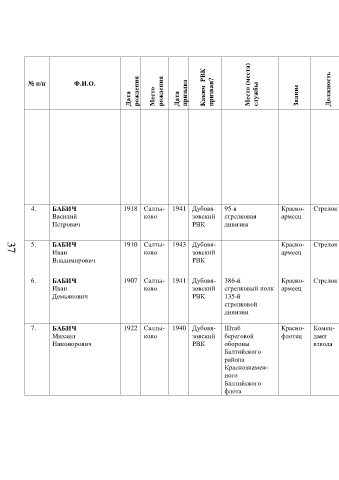 № п/п
Ф.И.О.
Дата
рождения
Место
рождения
Дата
призыва
Каким РВК
призван?
Место (места)
службы
Звание
Должность
4.
БАБИЧ
Василий
Петрович
1918
Салты-
ково
1941
Дубовя-
зовский
РВК
95-я
стрелковая
дивизия
Красно-
армеец
Стрелок
5.
БАБИЧ
Иван
Владимирович
1910
Салты-
ково
1943
Дубовя-
зовский
РВК
Красно-
армеец
Стрелок
6.
БАБИЧ
Иван
Демьянович
1907
Салты-
ково
1941
Дубовя-
зовский
РВК
386-й
стрелковый полк
135-й
стрелковой
дивизии
Красно-
армеец
Стрелок
7.
БАБИЧ
Михаил
Никонорович
1922
Салты-
ково
1940
Дубовя-
зовский
РВК
Штаб
береговой
обороны
Балтийского
района
Краснознамен-
ного
Балтийского
флота
Красно-
флотец
Комен-
дант
взвода
37